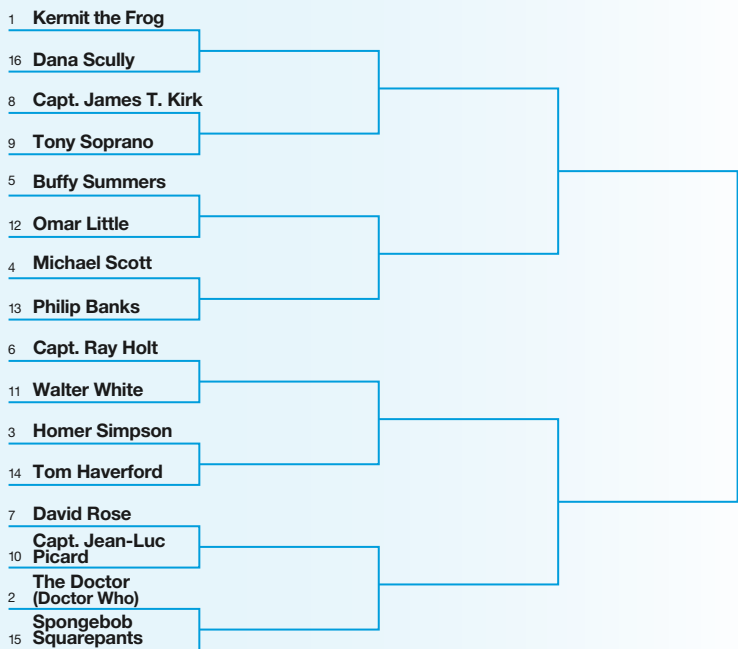 1 Kermit the Frog
16 Dana Scully
8 Capt. James T. Kirk
9 Tony Soprano
5 Buffy Summers
12 Omar Little
4 Michael Scott
13 Philip Banks
6 Capt. Ray Holt
11 Walter White
3 Homer Simpson
14 Tom Haverford
7 David Rose
Capt. Jean-Luc
10 Picard
The Doctor
2 (Doctor Who)
Spongebob
15 Squarepants